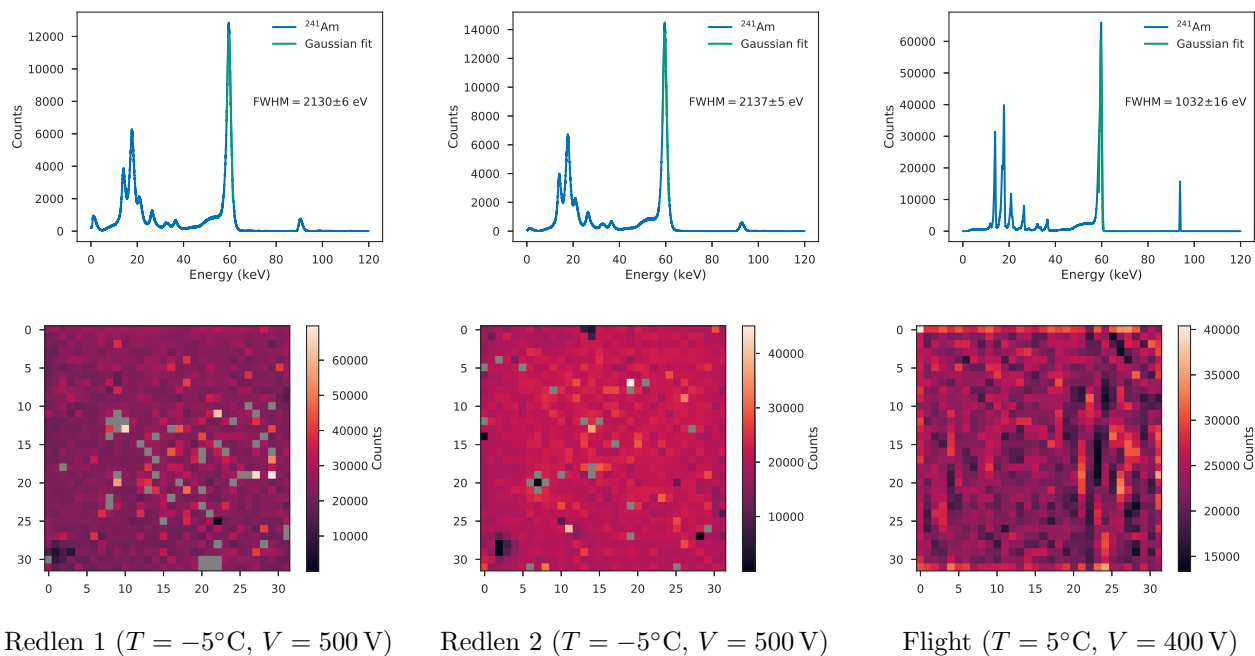 12000
10000
8000
6000
4000
2000
0
Counts
241Am
Gaussian fit
FWHM = 2130±6 eV
0 20 40 60 80 100 120
Energy (keV)
14000
12000
10000
8000
6000
4000
2000
0
Counts
241Am
Gaussian fit
FWHM = 2137±5 eV
0 20 40 60 80 100 120
Energy (keV)
60000
50000
40000
30000
20000
10000
0
Counts
241Am
Gaussian fit
FWHM = 1032±16 eV
0 20 40 60 80 100 120
Energy (keV)
0
5
10
15
20
25
30
0 5 10 15 20 25 30
60000
50000
40000
30000
20000
10000
Counts
0
5
10
15
20
25
30
0 5 10 15 20 25 30
40000
30000
20000
10000
Counts
0
5
10
15
20
25
30
0 5 10 15 20 25 30
40000
35000
30000
25000
20000
15000
Counts
Redlen 1 (T = −5°C, V = 500 V)
Redlen 2 (T = −5°C, V = 500 V)
Flight (T = 5°C, V = 400 V)